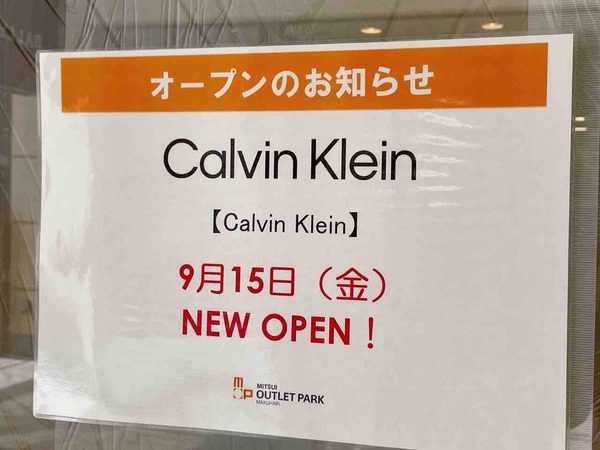 オープンのお知らせ
Calvin Klein
【Calvin Klein】
9月15日（金）
NEW OPEN！
MITSUI
OUTLET PARK
MAKUHARI